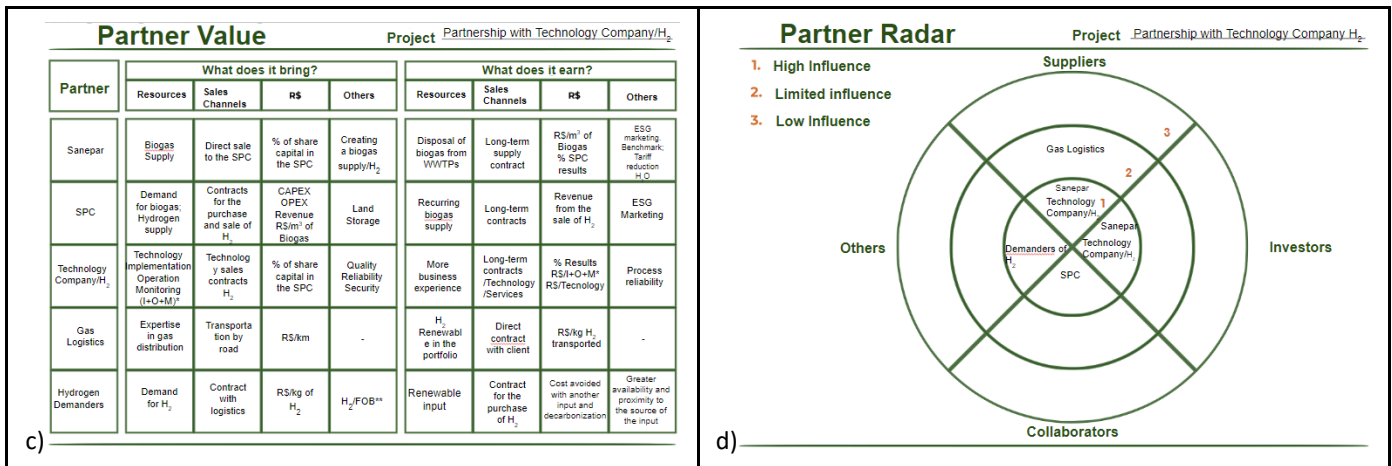 Partner Value
Project Partnership with Technology Company/H₂
Partner
What does it bring?
What does it earn?
Resources
Sales
Channels
R$
Others
Resources
Sales
Channels
R$
Others
Sanepar
Biogas
Supply
Direct sale
to the SPC
% of share
capital in
the SPC
Creating
a biogas
supply/H₂
Disposal of
biogas from
WWTPs
Long-term
supply
contract
R$/m³ of
Biogas
% SPC
results
ESG
marketing.
Benchmark;
Tariff
reduction
H₂O
SPC
Demand
for biogas;
Hydrogen
supply
Contracts
for the
purchase
and sale of
H₂
CAPEX
OPEX
Revenue
R$/m³ of
Biogas
Land
Storage
Recurring
biogas
supply
Long-term
contracts
Revenue
from the
sale of H₂
ESG
Marketing
Technology
Company/H₂
Technology
Implementation
Operation
Monitoring
(I+O+M)*
Technolog
y sales
contracts
H₂
% of share
capital in
the SPC
Quality
Reliability
Security
More
business
experience
Long-term
contracts
/Technology
/Services
% Results
R$/I+O+M*
R$/Tecnology
Process
reliability
Gas
Logistics
Expertise
in gas
distribution
Transporta
tion by
road
R$/km
-
H₂
Renewabl
e in the
portfolio
Direct
contract
with client
R$/kg H₂
transported
-
Hydrogen
Demanders
Demand
for H₂
Contract
with
logistics
R$/kg of
H₂
H₂/FOB**
Renewable
input
Contract
for the
purchase
of H₂
Cost avoided
with another
input and
decarbonization
Greater
availability and
proximity to
the source of
the input
c)
Partner Radar
Project Partnership with Technology Company H₂
1. High Influence
2. Limited influence
3. Low Influence
Suppliers
3
Gas Logistics
2
Sanepar
Technology
Company/H₂
1
Sanepar
Technology
Company/H₂
Demanders of
H₂
SPC
Others
Investors
Collaborators
d)